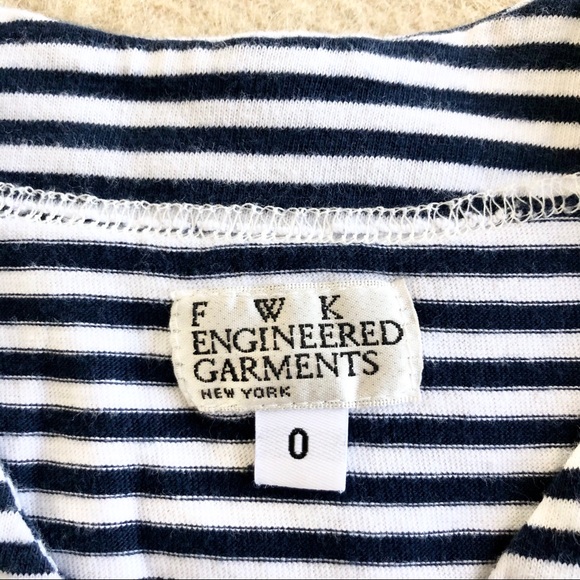 F W K
ENGINEERED
GARMENTS
NEW YORK
0